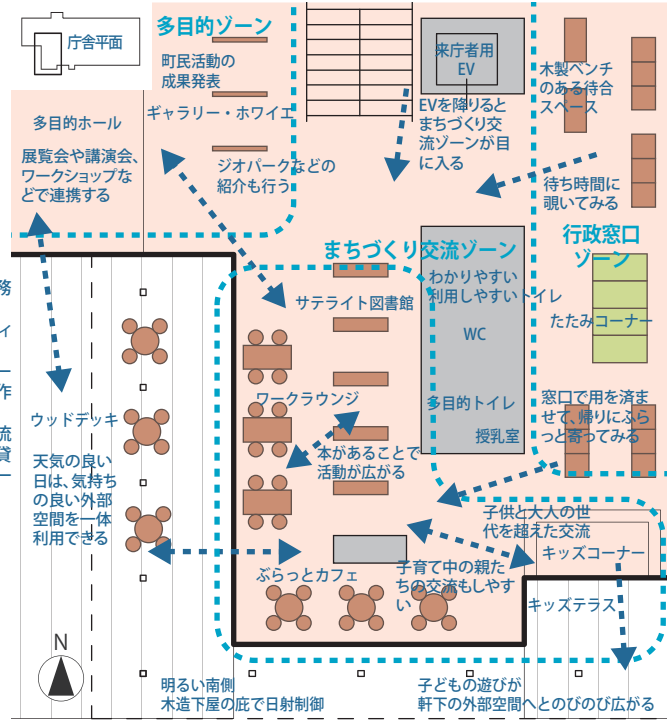 庁舎平面
多目的ゾーン
町民活動の
成果発表
ギャラリー・ホワイエ
多目的ホール
展覧会や講演会、
ワークショップな
どで連携する
ジオパークなどの
紹介も行う
来庁者用
EV
EVを降りると
まちづくり交
流ゾーンが目
に入る
木製ベンチ
のある待合
スペース
待ち時間に
覗いてみる
行政窓口
ゾーン
たたみコーナー
まちづくり交流ゾーン
わかりやすい
利用しやすいトイレ
WC
多目的トイレ
授乳室
サテライト図書館
ワークラウンジ
本があることで
活動が広がる
窓口で用を済ま
せて、帰りにふら
っと寄ってみる
務
ィ
ー
作
流
貸
ー
ウッドデッキ
天気の良い
日は、気持ち
の良い外部
空間を一体
利用できる
ぷらっとカフェ
子供と大人の世
代を超えた交流
キッズコーナー
子育て中の親た
ちの交流もしやす
い
キッズテラス
N
明るい南側
木造下屋の庇で日射制御
子どもの遊びが
軒下の外部空間へとのびのび広がる